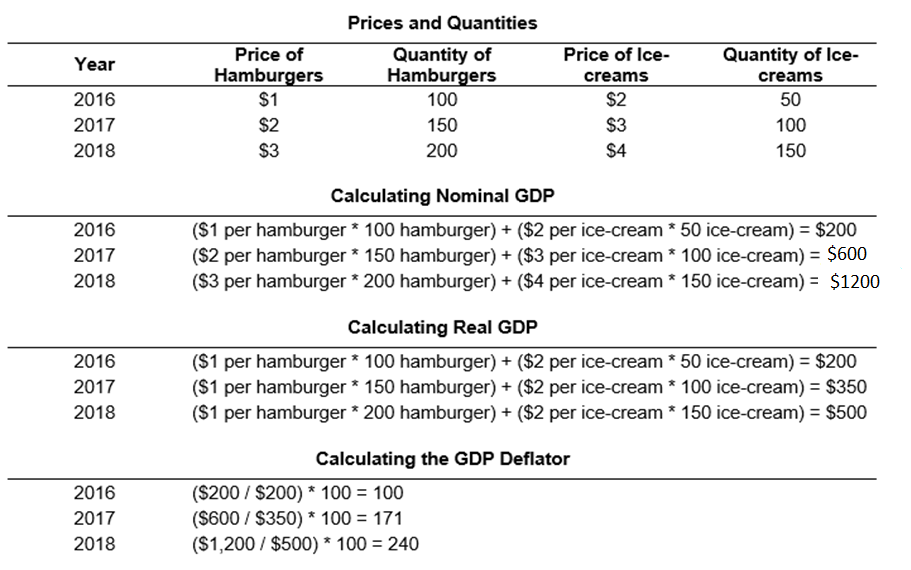 Prices and Quantities
Year Price of Hamburgers Quantity of Hamburgers Price of Ice-creams Quantity of Ice-creams
2016 $1 100 $2 50
2017 $2 150 $3 100
2018 $3 200 $4 150
Calculating Nominal GDP
2016 ($1 per hamburger * 100 hamburger) + ($2 per ice-cream * 50 ice-cream) = $200
2017 ($2 per hamburger * 150 hamburger) + ($3 per ice-cream * 100 ice-cream) = $600
2018 ($3 per hamburger * 200 hamburger) + ($4 per ice-cream * 150 ice-cream) = $1200
Calculating Real GDP
2016 ($1 per hamburger * 100 hamburger) + ($2 per ice-cream * 50 ice-cream) = $200
2017 ($1 per hamburger * 150 hamburger) + ($2 per ice-cream * 100 ice-cream) = $350
2018 ($1 per hamburger * 200 hamburger) + ($2 per ice-cream * 150 ice-cream) = $500
Calculating the GDP Deflator
2016 ($200 / $200) * 100 = 100
2017 ($600 / $350) * 100 = 171
2018 ($1,200 / $500) * 100 = 240